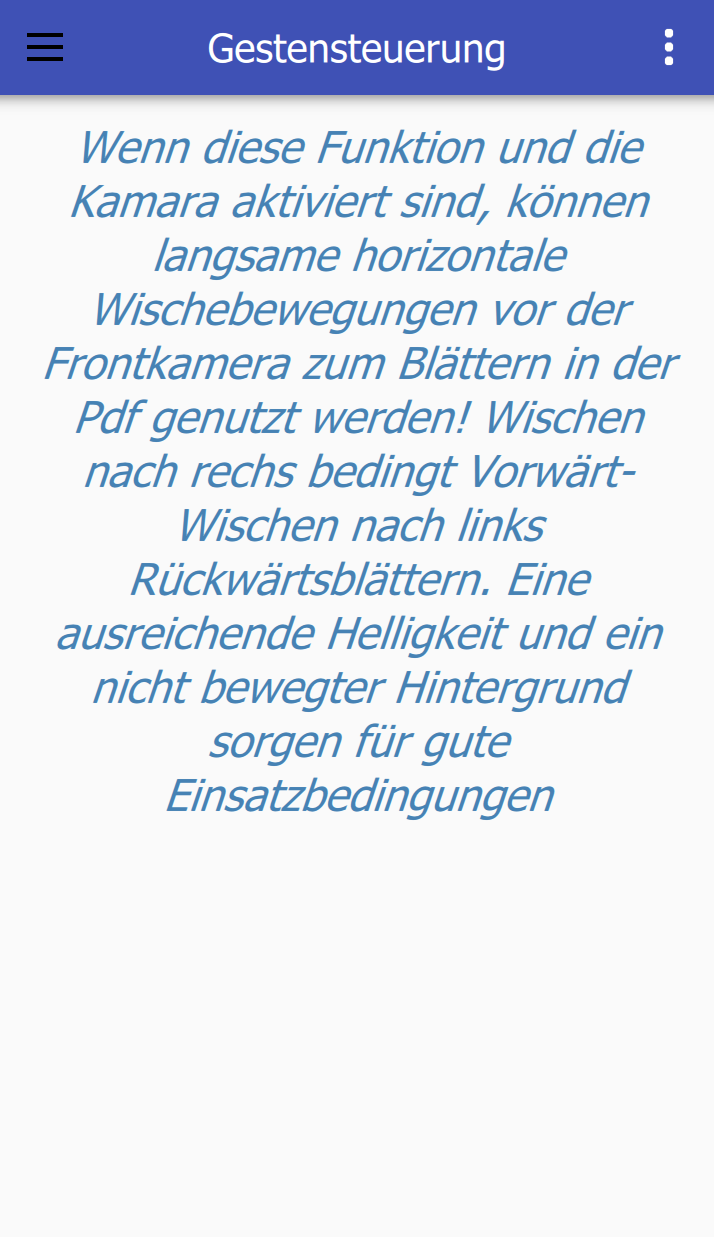 Gestensteuerung
Wenn diese Funktion und die
Kamara aktiviert sind, können
langsame horizontale
Wischebewegungen vor der
Frontkamera zum Blättern in der
Pdf genutzt werden! Wischen
nach rechs bedingt Vorwärt-
Wischen nach links
Rückwärtsblättern. Eine
ausreichende Helligkeit und ein
nicht bewegter Hintergrund
sorgen für gute
Einsatzbedingungen